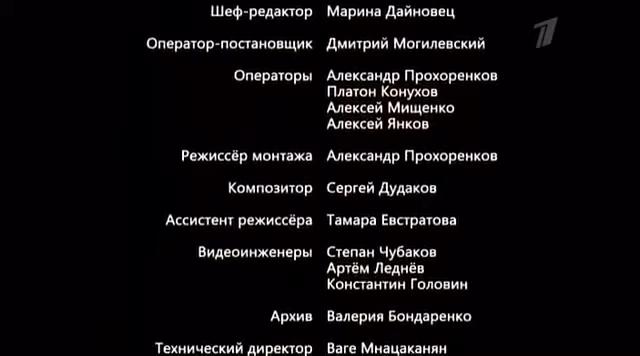 Шеф-редактор Марина Дайновец
Оператор-постановщик Дмитрий Могилевский
Операторы Александр Прохоренков
Платон Конухов
Алексей Мищенко
Алексей Янков
Режиссёр монтажа Александр Прохоренков
Композитор Сергей Дудаков
Ассистент режиссёра Тамара Евстратова
Видеоинженеры Степан Чубаков
Артём Леднёв
Константин Головин
Архив Валерия Бондаренко
Технический директор Ваге Мнацаканян